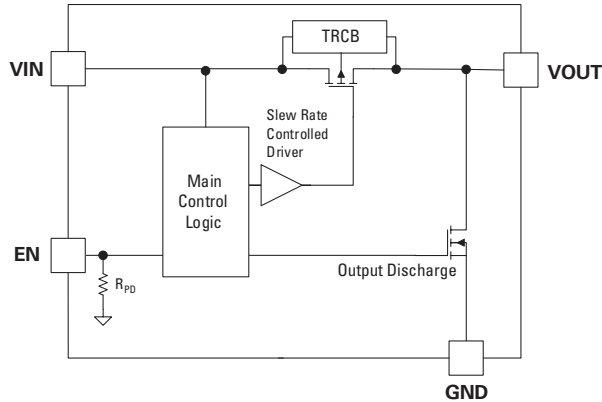 TRCB
VIN
VOUT
Slew Rate
Controlled
Driver
Main
Control
Logic
EN
RPD
Output Discharge
GND